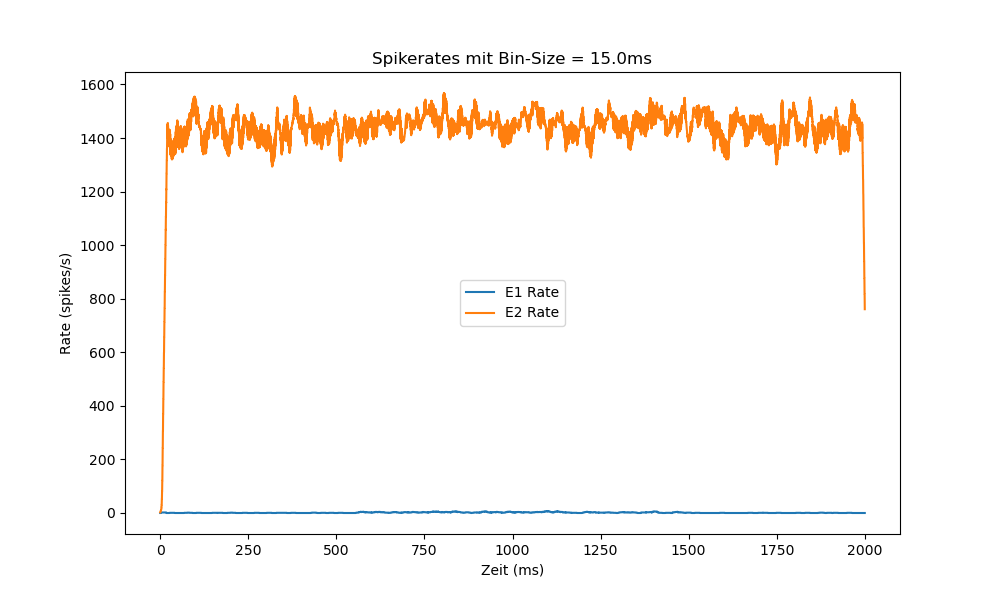 Spikerates mit Bin-Size = 15.0ms
1600
1400
1200
1000
800
600
400
200
0
Rate (spikes/s)
E1 Rate
E2 Rate
0 250 500 750 1000 1250 1500 1750 2000
Zeit (ms)